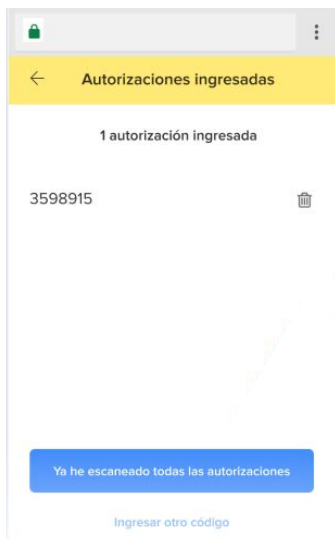 Autorizaciones ingresadas
1 autorización ingresada
3598915
Ya he escaneado todas las autorizaciones
Ingresar otro código